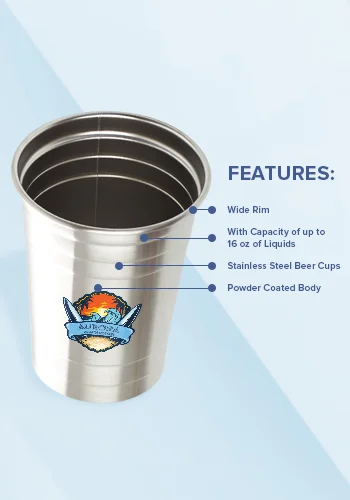 FEATURES:
Wide Rim
With Capacity of up to
16 oz of Liquids
Stainless Steel Beer Cups
Powder Coated Body